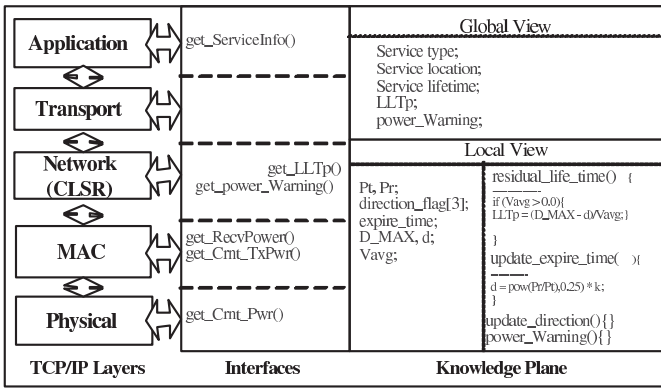 Application
Transport
Network
(CLSR)
MAC
Physical
TCP/IP Layers
get_ServiceInfo()
get_LLTp()
get_power_Warning()
get_RecvPower()
get_Crnt_TxPwr()
get_Crnt_Pwr()
Interfaces
Global View
Service type;
Service location;
Service lifetime;
LLTp;
power_Warning;
Local View
Pt, Pr;
direction_flag[3];
expire_time;
D_MAX, d;
Vavg;
residual_life_time() {
----------
if (Vavg >0.0){
LLTp = (D_MAX - d)/Vavg;}
}
update_expire_time( ){
----------
d = pow(Pr/Pt),0.25) * k;
}
update_direction(){}
power_Warning(){}
Knowledge Plane